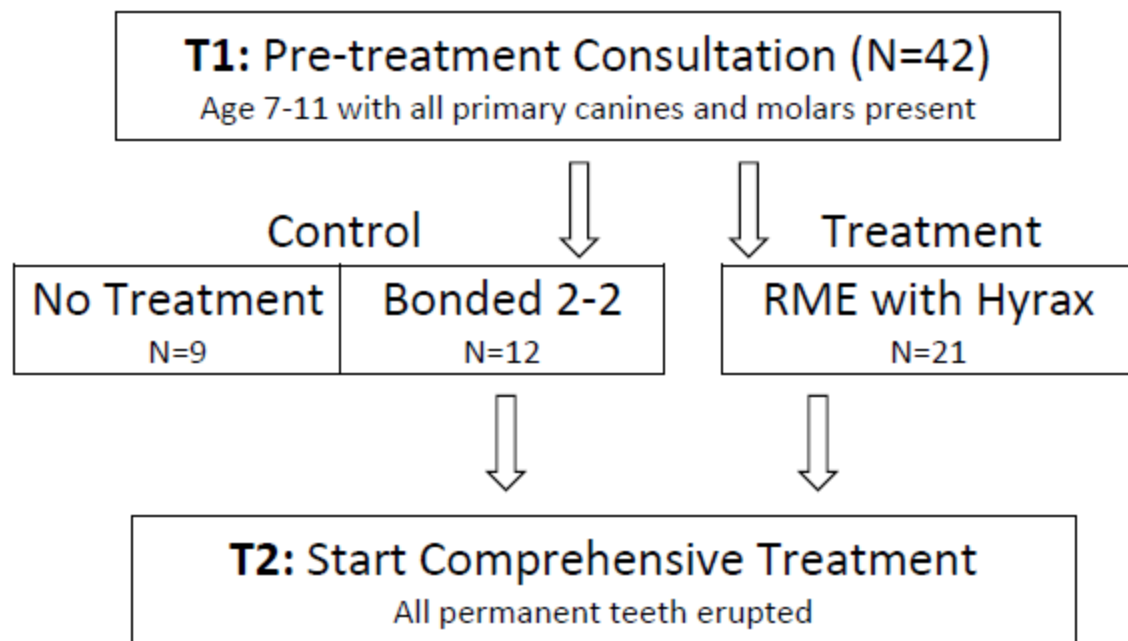 T1: Pre-treatment Consultation (N=42)
Age 7-11 with all primary canines and molars present
Control
Treatment
No Treatment
N=9
Bonded 2-2
N=12
RME with Hyrax
N=21
T2: Start Comprehensive Treatment
All permanent teeth erupted